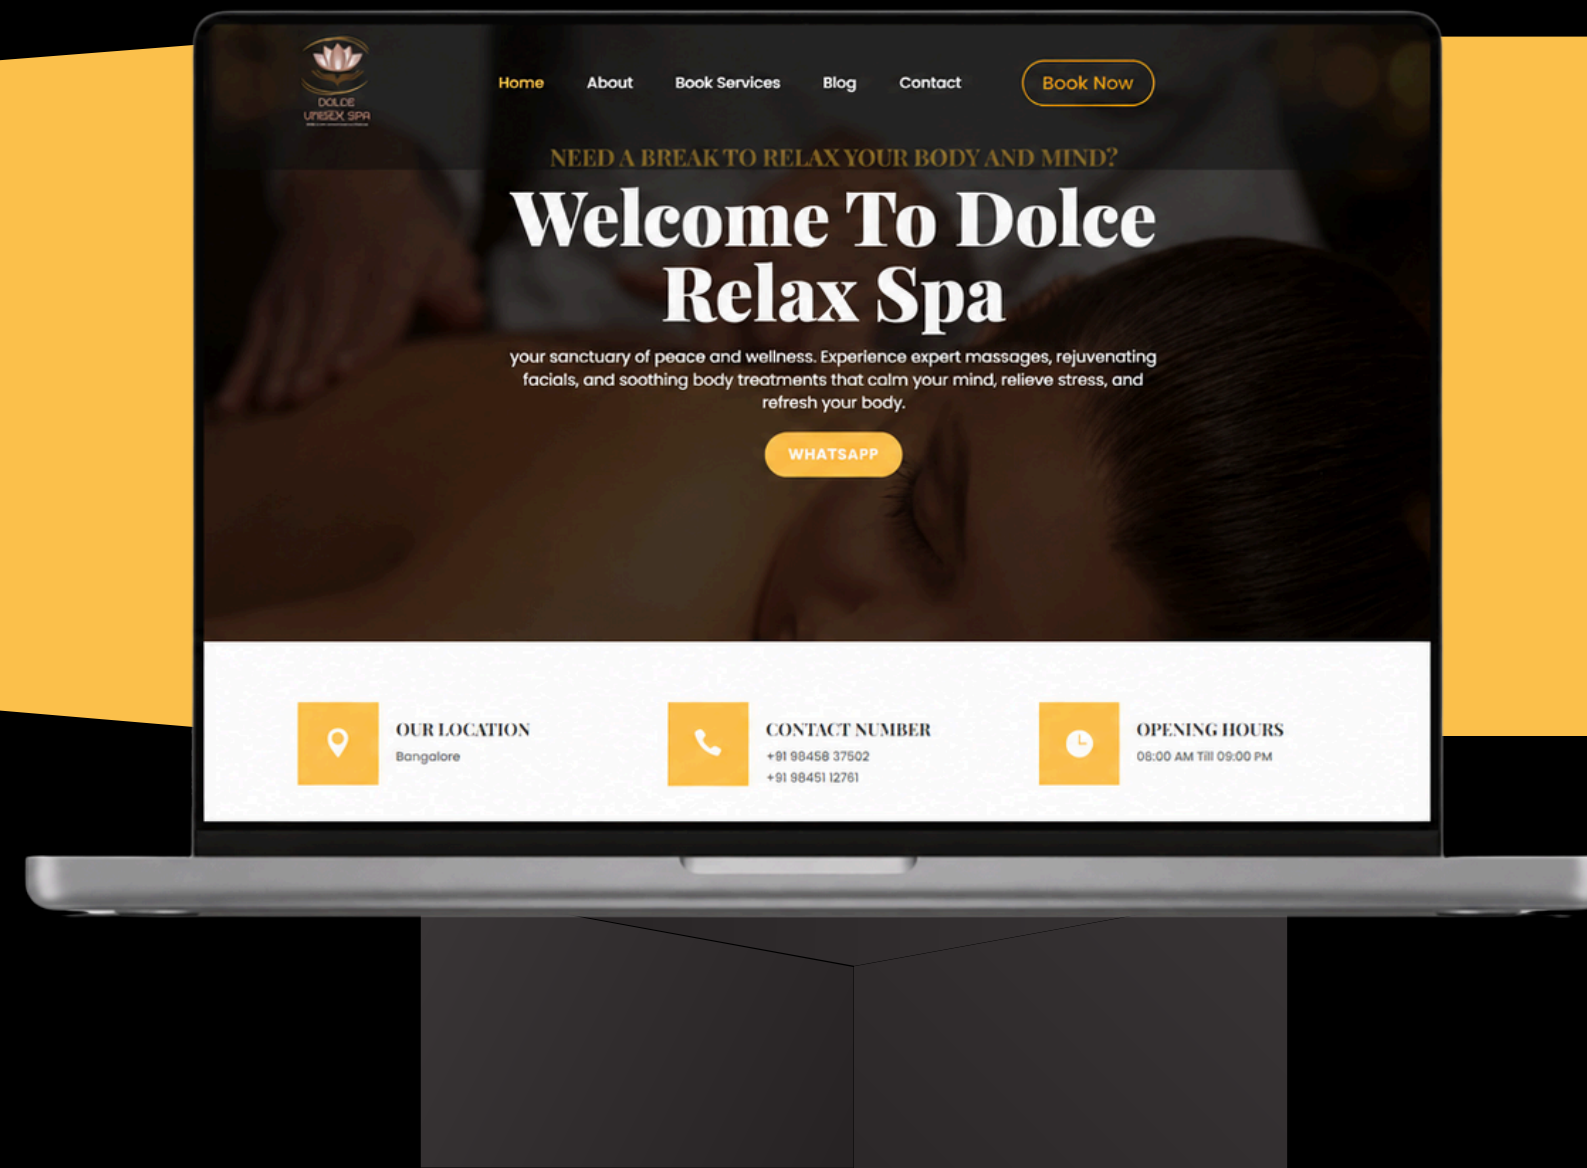 DOLCE
UNISEX SPA
Home
About
Book Services
Blog
Contact
Book Now
NEED A BREAK TO RELAX YOUR BODY AND MIND?
Welcome To Dolce
Relax Spa
your sanctuary of peace and wellness. Experience expert massages, rejuvenating
facials, and soothing body treatments that calm your mind, relieve stress, and
refresh your body.
WHATSAPP
OUR LOCATION
Bangalore
CONTACT NUMBER
+91 98458 37502
+91 98451 12761
OPENING HOURS
08:00 AM Till 09:00 PM